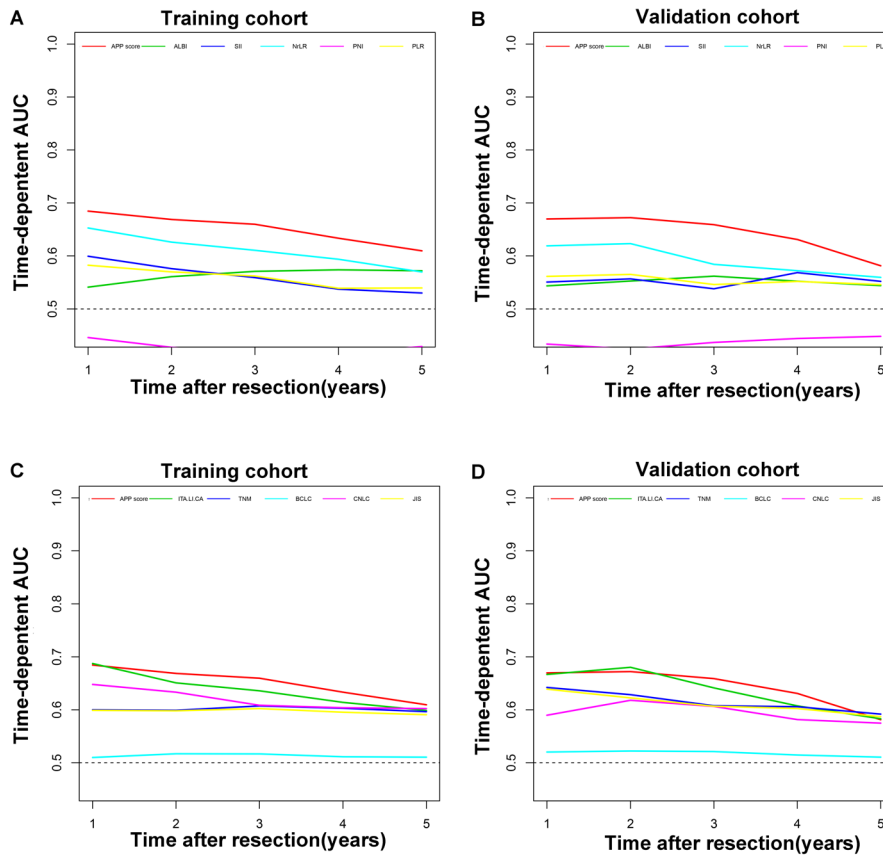 A
Training cohort
APP score ALBI SII NrLR PNI PLR
Time-depentent AUC
1.0
0.9
0.8
0.7
0.6
0.5
1 2 3 4 5
Time after resection(years)
B
Validation cohort
APP score ALBI SII NrLR PNI PL
Time-depentent AUC
1.0
0.9
0.8
0.7
0.6
0.5
1 2 3 4 5
Time after resection(years)
C
Training cohort
APP score ITA.LI.CA TNM BCLC CNLC JIS
Time-depentent AUC
1.0
0.9
0.8
0.7
0.6
0.5
1 2 3 4 5
Time after resection(years)
D
Validation cohort
APP score ITA.LI.CA TNM BCLC CNLC JIS
Time-depentent AUC
1.0
0.9
0.8
0.7
0.6
0.5
1 2 3 4 5
Time after resection(years)